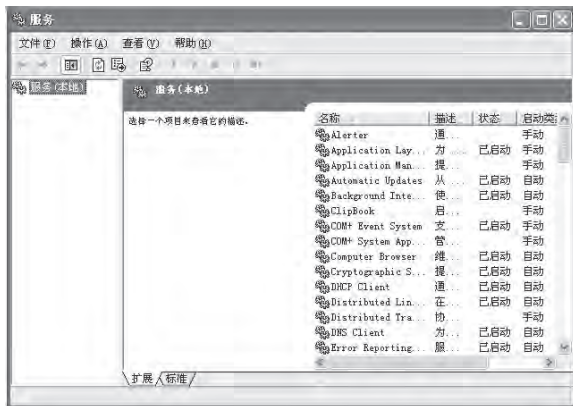 服务
文件(F) 操作(A) 查看(V) 帮助(H)
服务(本地)
服务(本地)
选择一个项目来查看它的描述。
名称 描述 状态 启动类
Alerter 通... 手动
Application Lay... 为... 已启动 手动
Application Man... 提... 手动
Automatic Updates 从... 已启动 自动
Background Inte... 使... 已启动 自动
ClipBook 启... 手动
COM+ Event System 支... 已启动 手动
COM+ System App... 管... 手动
Computer Browser 维... 已启动 自动
Cryptographic S... 提... 已启动 自动
DHCP Client 通... 已启动 自动
Distributed Lin... 在... 已启动 自动
Distributed Tra... 协... 手动
DNS Client 为... 已启动 自动
Error Reporting... 服... 已启动 自动
扩展 标准